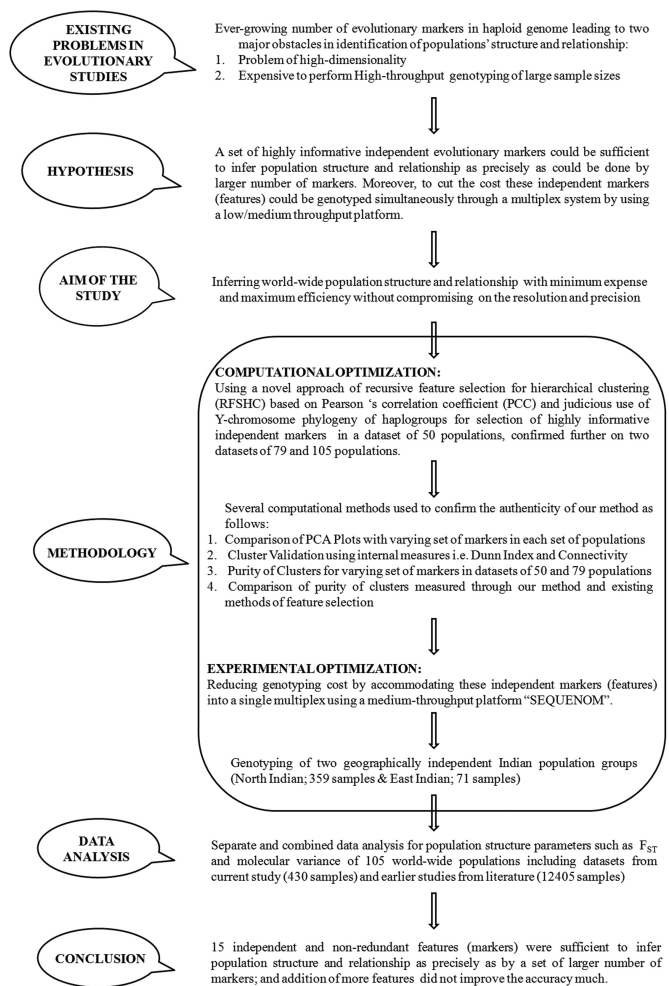 EXISTING
PROBLEMS IN
EVOLUTIONARY
STUDIES
Ever-growing number of evolutionary markers in haploid genome leading to two
major obstacles in identification of populations' structure and relationship:
1. Problem of high-dimensionality
2. Expensive to perform High-throughput genotyping of large sample sizes
HYPOTHESIS
A set of highly informative independent evolutionary markers could be sufficient
to infer population structure and relationship as precisely as could be done by
larger number of markers. Moreover, to cut the cost these independent markers
(features) could be genotyped simultaneously through a multiplex system by using
a low/medium throughput platform.
AIM OF THE
STUDY
Inferring world-wide population structure and relationship with minimum expense
and maximum efficiency without compromising on the resolution and precision
METHODOLOGY
COMPUTATIONAL OPTIMIZATION:
Using a novel approach of recursive feature selection for hierarchical clustering
(RFSHC) based on Pearson 's correlation coefficient (PCC) and judicious use of
Y-chromosome phylogeny of haplogroups for selection of highly informative
independent markers in a dataset of 50 populations, confirmed further on two
datasets of 79 and 105 populations.
Several computational methods used to confirm the authenticity of our method as
follows:
1. Comparison of PCA Plots with varying set of markers in each set of populations
2. Cluster Validation using internal measures i.e. Dunn Index and Connectivity
3. Purity of Clusters for varying set of markers in datasets of 50 and 79 populations
4. Comparison of purity of clusters measured through our method and existing
methods of feature selection
EXPERIMENTAL OPTIMIZATION:
Reducing genotyping cost by accommodating these independent markers (features)
into a single multiplex using a medium-throughput platform "SEQUENOM".
Genotyping of two geographically independent Indian population groups
(North Indian; 359 samples & East Indian; 71 samples)
DATA
ANALYSIS
Separate and combined data analysis for population structure parameters such as F_ST
and molecular variance of 105 world-wide populations including datasets from
current study (430 samples) and earlier studies from literature (12405 samples)
CONCLUSION
15 independent and non-redundant features (markers) were sufficient to infer
population structure and relationship as precisely as by a set of larger number of
markers; and addition of more features did not improve the accuracy much.